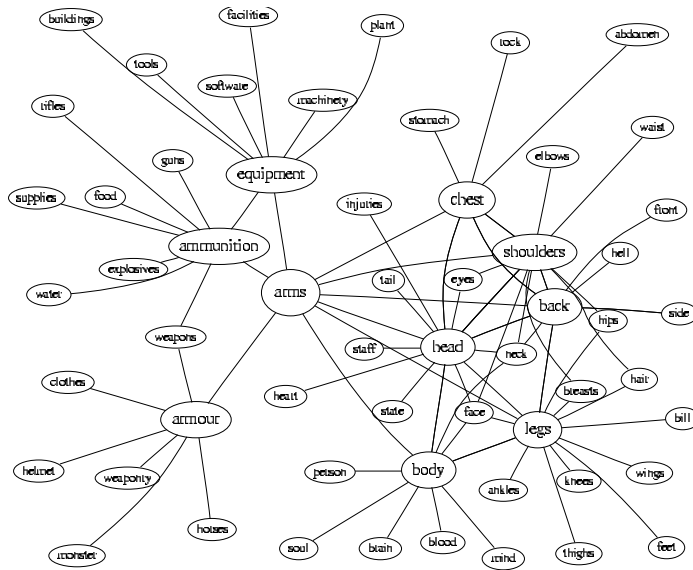 buildings
facilities
plant
tools
lock
abdomen
software
machinery
rifles
stomach
waist
guns
elbows
equipment
supplies
food
injuries
chest
front
ammunition
shoulders
hell
explosives
tail
eyes
water
arms
back
side
hips
weapons
staff
head
neck
clothes
heart
breasts
hair
armour
state
face
legs
bill
helmet
weaponry
person
body
ankles
knees
wings
horses
monster
soul
brain
blood
mind
thighs
feet